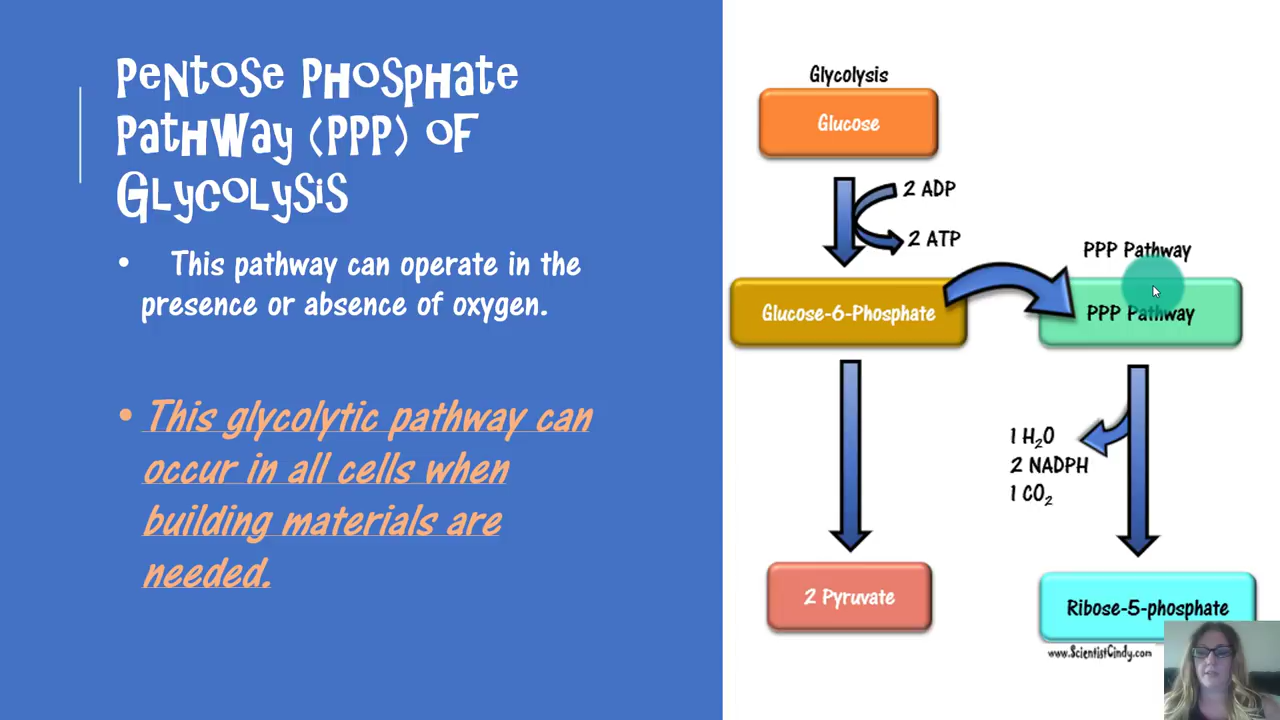 Pentose Phosphate
Pathway (PPP) of
Glycolysis
• This pathway can operate in the
presence or absence of oxygen.
• This glycolytic pathway can
occur in all cells when
building materials are
needed.
Glycolysis
Glucose
2 ADP
2 ATP
PPP Pathway
Glucose-6-Phosphate
PPP Pathway
1 H₂O
2 NADPH
1 CO₂
2 Pyruvate
Ribose-5-phosphate
www.ScientistCindy.com